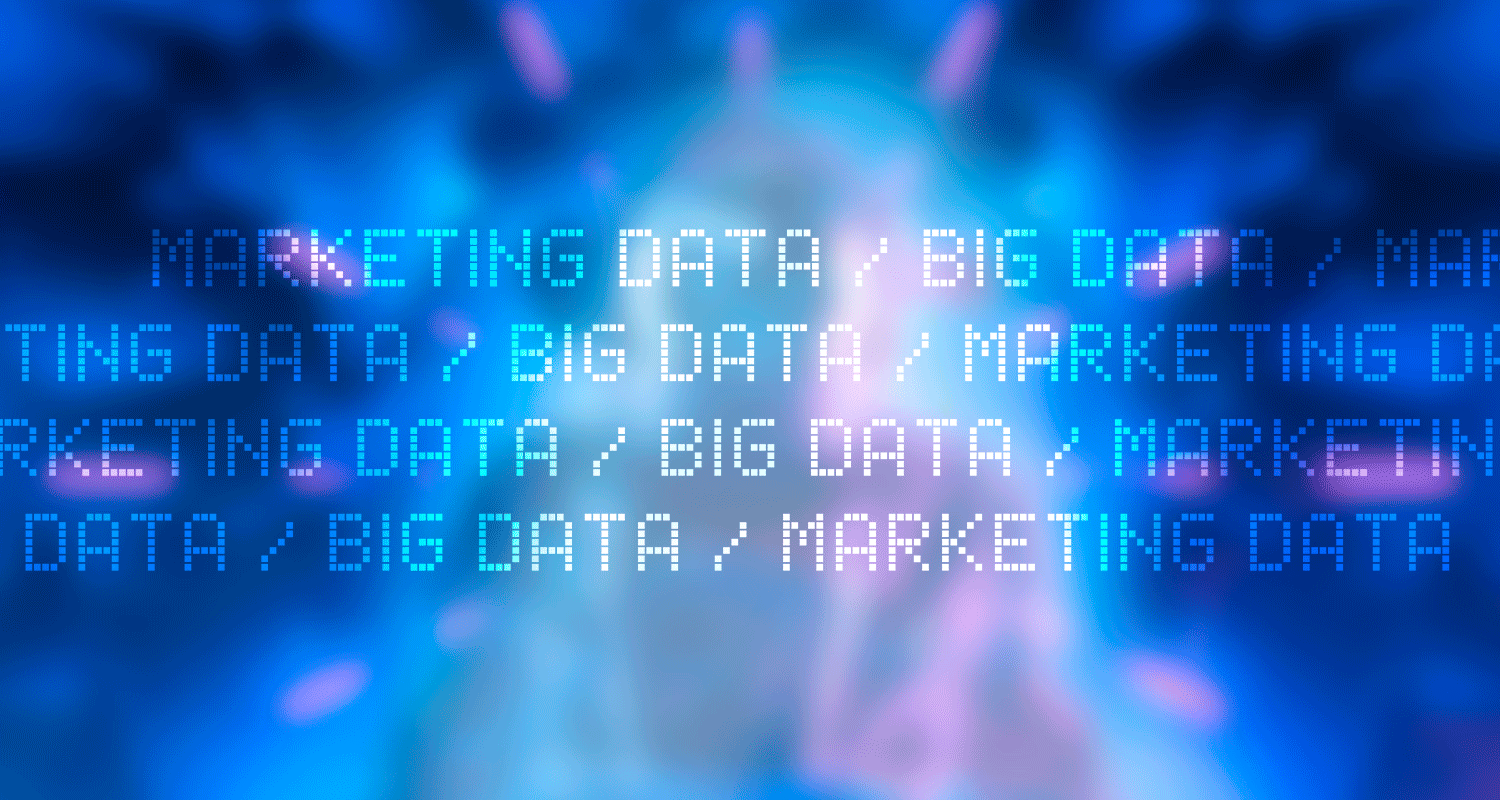 MARKETING DATA / BIG DATA / MAR
TING DATA / BIG DATA / MARKETING DA
RKETING DATA / BIG DATA / MARKETIN
DATA / BIG DATA / MARKETING DATA